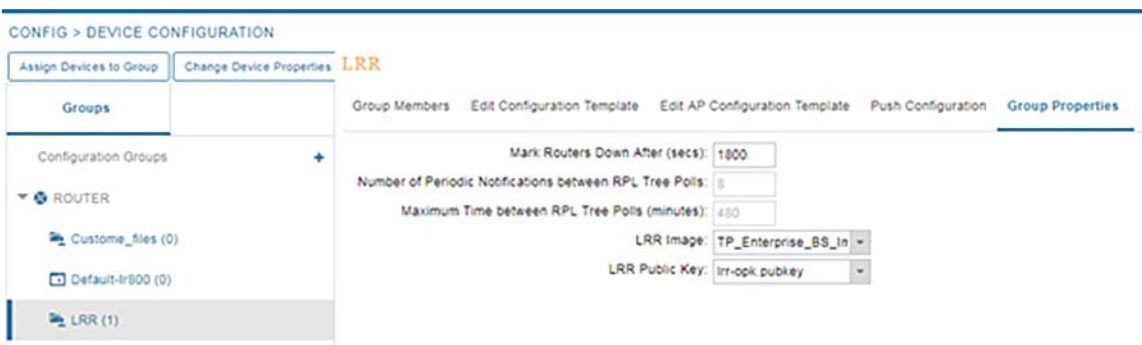 CONFIG > DEVICE CONFIGURATION
Assign Devices to Group Change Device Properties LRR
Groups
Group Members Edit Configuration Template Edit AP Configuration Template Push Configuration Group Properties
Configuration Groups +
ROUTER
Custome_files (0)
Default-lr800 (0)
LRR (1)
Mark Routers Down After (secs): 1800
Number of Periodic Notifications between RPL Tree Polls: 8
Maximum Time between RPL Tree Polls (minutes): 480
LRR Image: TP_Enterprise_BS_In
LRR Public Key: lrr-opk.pubkey